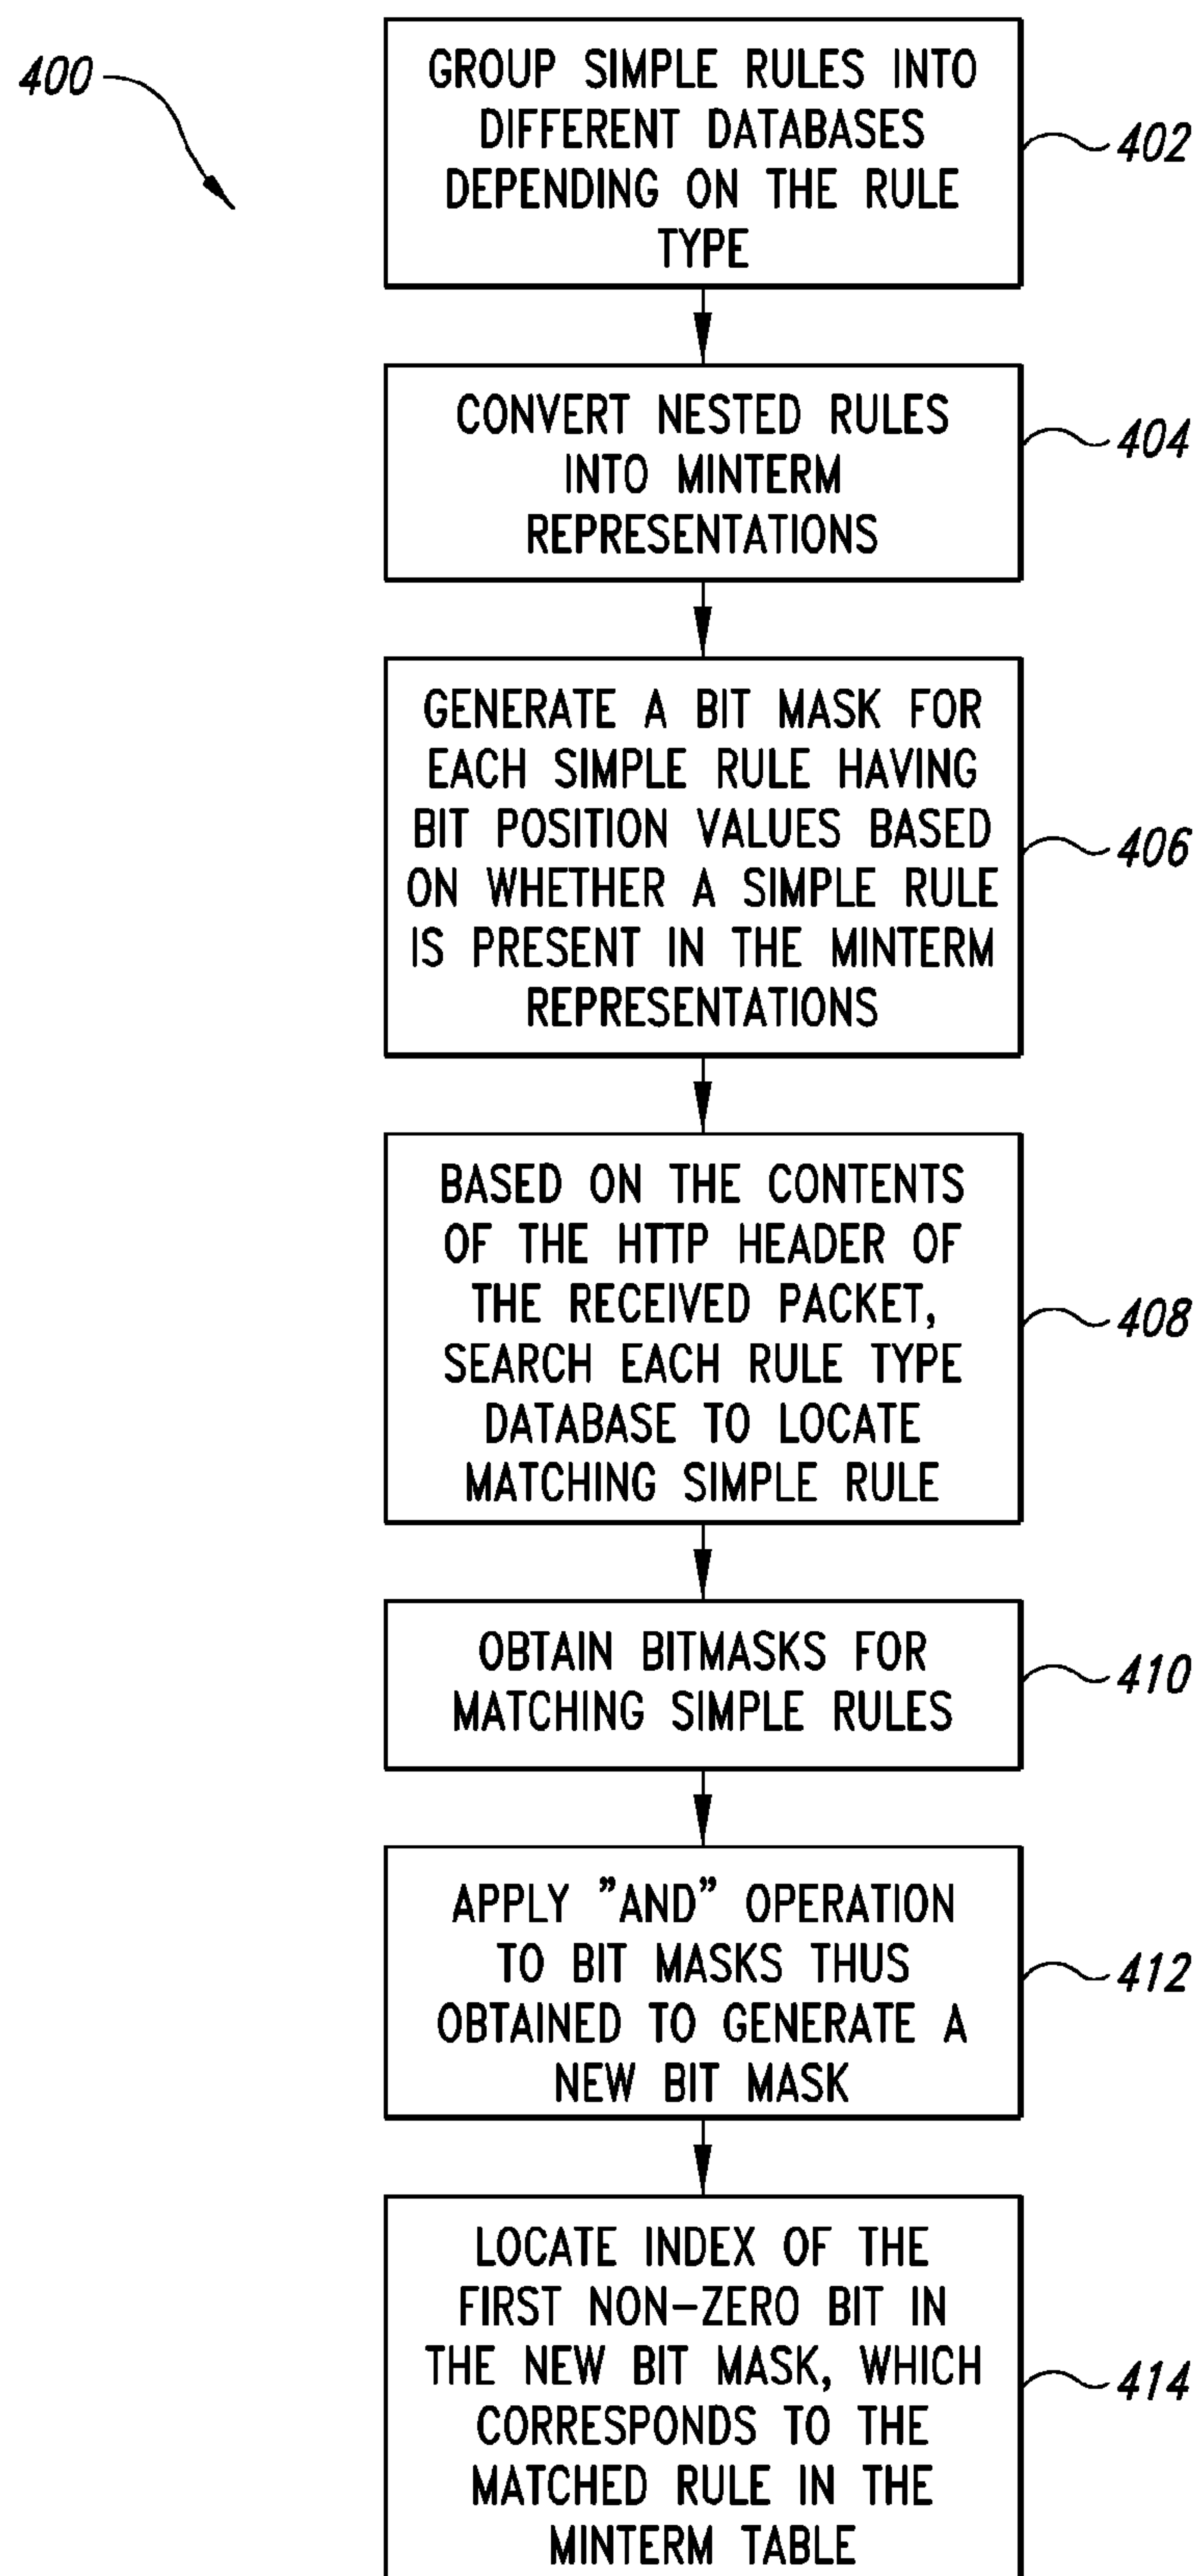 400
GROUP SIMPLE RULES INTO
DIFFERENT DATABASES
DEPENDING ON THE RULE
TYPE
402
CONVERT NESTED RULES
INTO MINTERM
REPRESENTATIONS
404
GENERATE A BIT MASK FOR
EACH SIMPLE RULE HAVING
BIT POSITION VALUES BASED
ON WHETHER A SIMPLE RULE
IS PRESENT IN THE MINTERM
REPRESENTATIONS
406
BASED ON THE CONTENTS
OF THE HTTP HEADER OF
THE RECEIVED PACKET,
SEARCH EACH RULE TYPE
DATABASE TO LOCATE
MATCHING SIMPLE RULE
408
OBTAIN BITMASKS FOR
MATCHING SIMPLE RULES
410
APPLY "AND" OPERATION
TO BIT MASKS THUS
OBTAINED TO GENERATE A
NEW BIT MASK
412
LOCATE INDEX OF THE
FIRST NON-ZERO BIT IN
THE NEW BIT MASK, WHICH
CORRESPONDS TO THE
MATCHED RULE IN THE
MINTERM TABLE
414